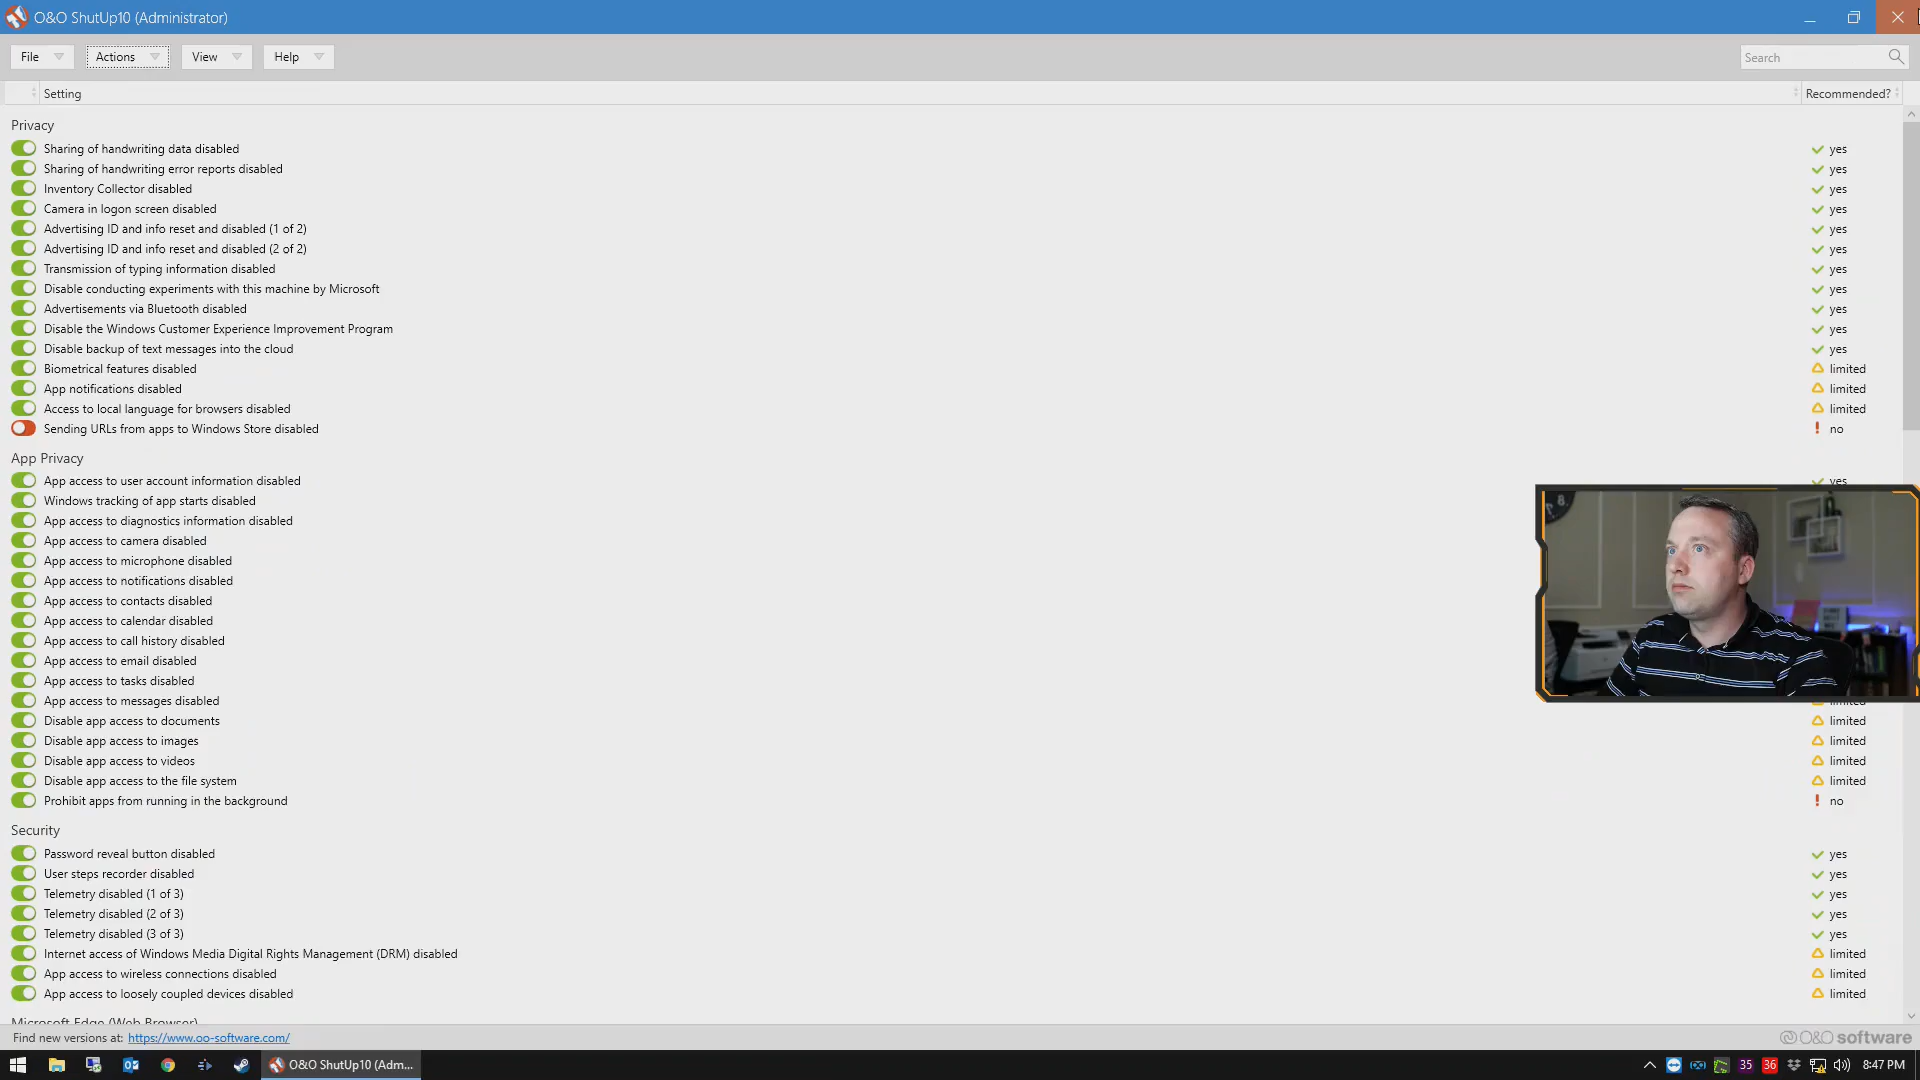 O&O ShutUp10 (Administrator)
File Actions View Help Search
Setting Recommended?
Privacy
Sharing of handwriting data disabled yes
Sharing of handwriting error reports disabled yes
Inventory Collector disabled yes
Camera in logon screen disabled yes
Advertising ID and info reset and disabled (1 of 2) yes
Advertising ID and info reset and disabled (2 of 2) yes
Transmission of typing information disabled yes
Disable conducting experiments with this machine by Microsoft yes
Advertisements via Bluetooth disabled yes
Disable the Windows Customer Experience Improvement Program yes
Disable backup of text messages into the cloud yes
Biometrical features disabled limited
App notifications disabled limited
Access to local language for browsers disabled limited
Sending URLs from apps to Windows Store disabled ! no
App Privacy
App access to user account information disabled yes
Windows tracking of app starts disabled
App access to diagnostics information disabled
App access to camera disabled
App access to microphone disabled
App access to notifications disabled
App access to contacts disabled
App access to calendar disabled
App access to call history disabled
App access to email disabled
App access to tasks disabled
App access to messages disabled limited
Disable app access to documents limited
Disable app access to images limited
Disable app access to videos limited
Disable app access to the file system limited
Prohibit apps from running in the background ! no
Security
Password reveal button disabled yes
User steps recorder disabled yes
Telemetry disabled (1 of 3) yes
Telemetry disabled (2 of 3) yes
Telemetry disabled (3 of 3) yes
Internet access of Windows Media Digital Rights Management (DRM) disabled limited
App access to wireless connections disabled limited
App access to loosely coupled devices disabled limited
Microsoft Edge (Web Browser)
Find new versions at: https://www.oo-software.com/ O&O software
O&O ShutUp10 (Adm... 35 36 8:47 PM